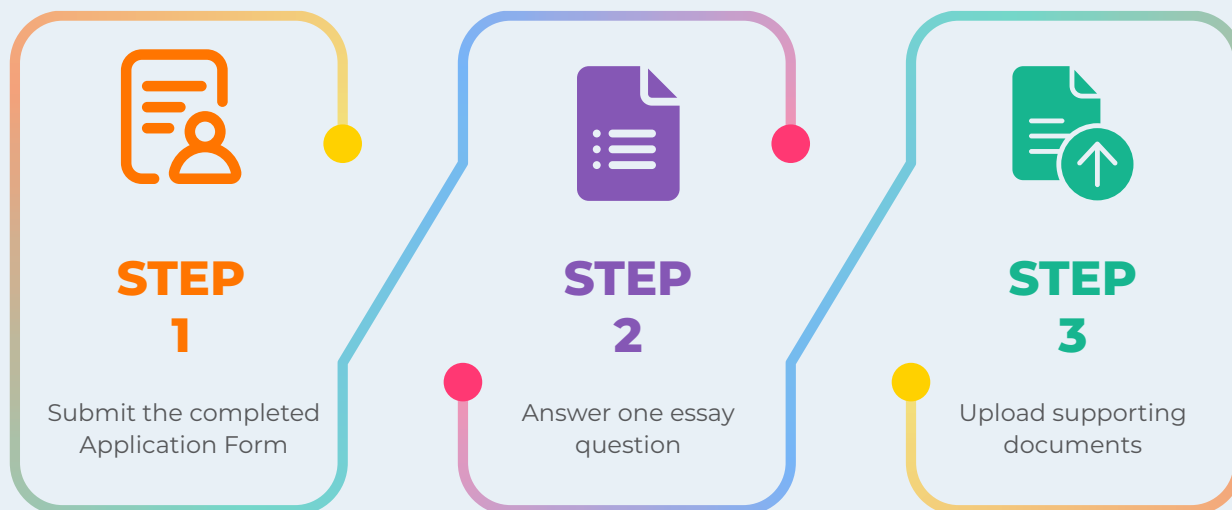 STEP
1
Submit the completed
Application Form
STEP
2
Answer one essay
question
STEP
3
Upload supporting
documents